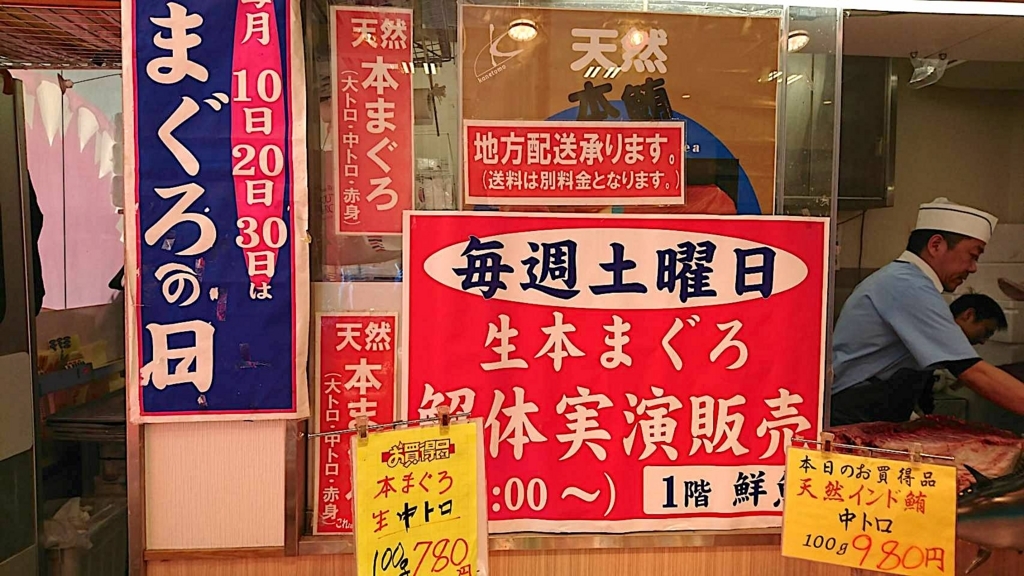 毎月
10日
20日
30日は
まぐろの日
天然
本まぐろ
(大トロ・中トロ・赤身)
天然
本鮪
地方配送承ります。
(送料は別料金となります。)
毎週土曜日
生本まぐろ
解体実演販売
:00～)
1階 鮮
天然
本ま
(大トロ・中トロ・赤身)
お買得品
本まぐろ
生 中トロ
100g 780円
本日のお買得品
天然インド鮪
中トロ
100g 980円